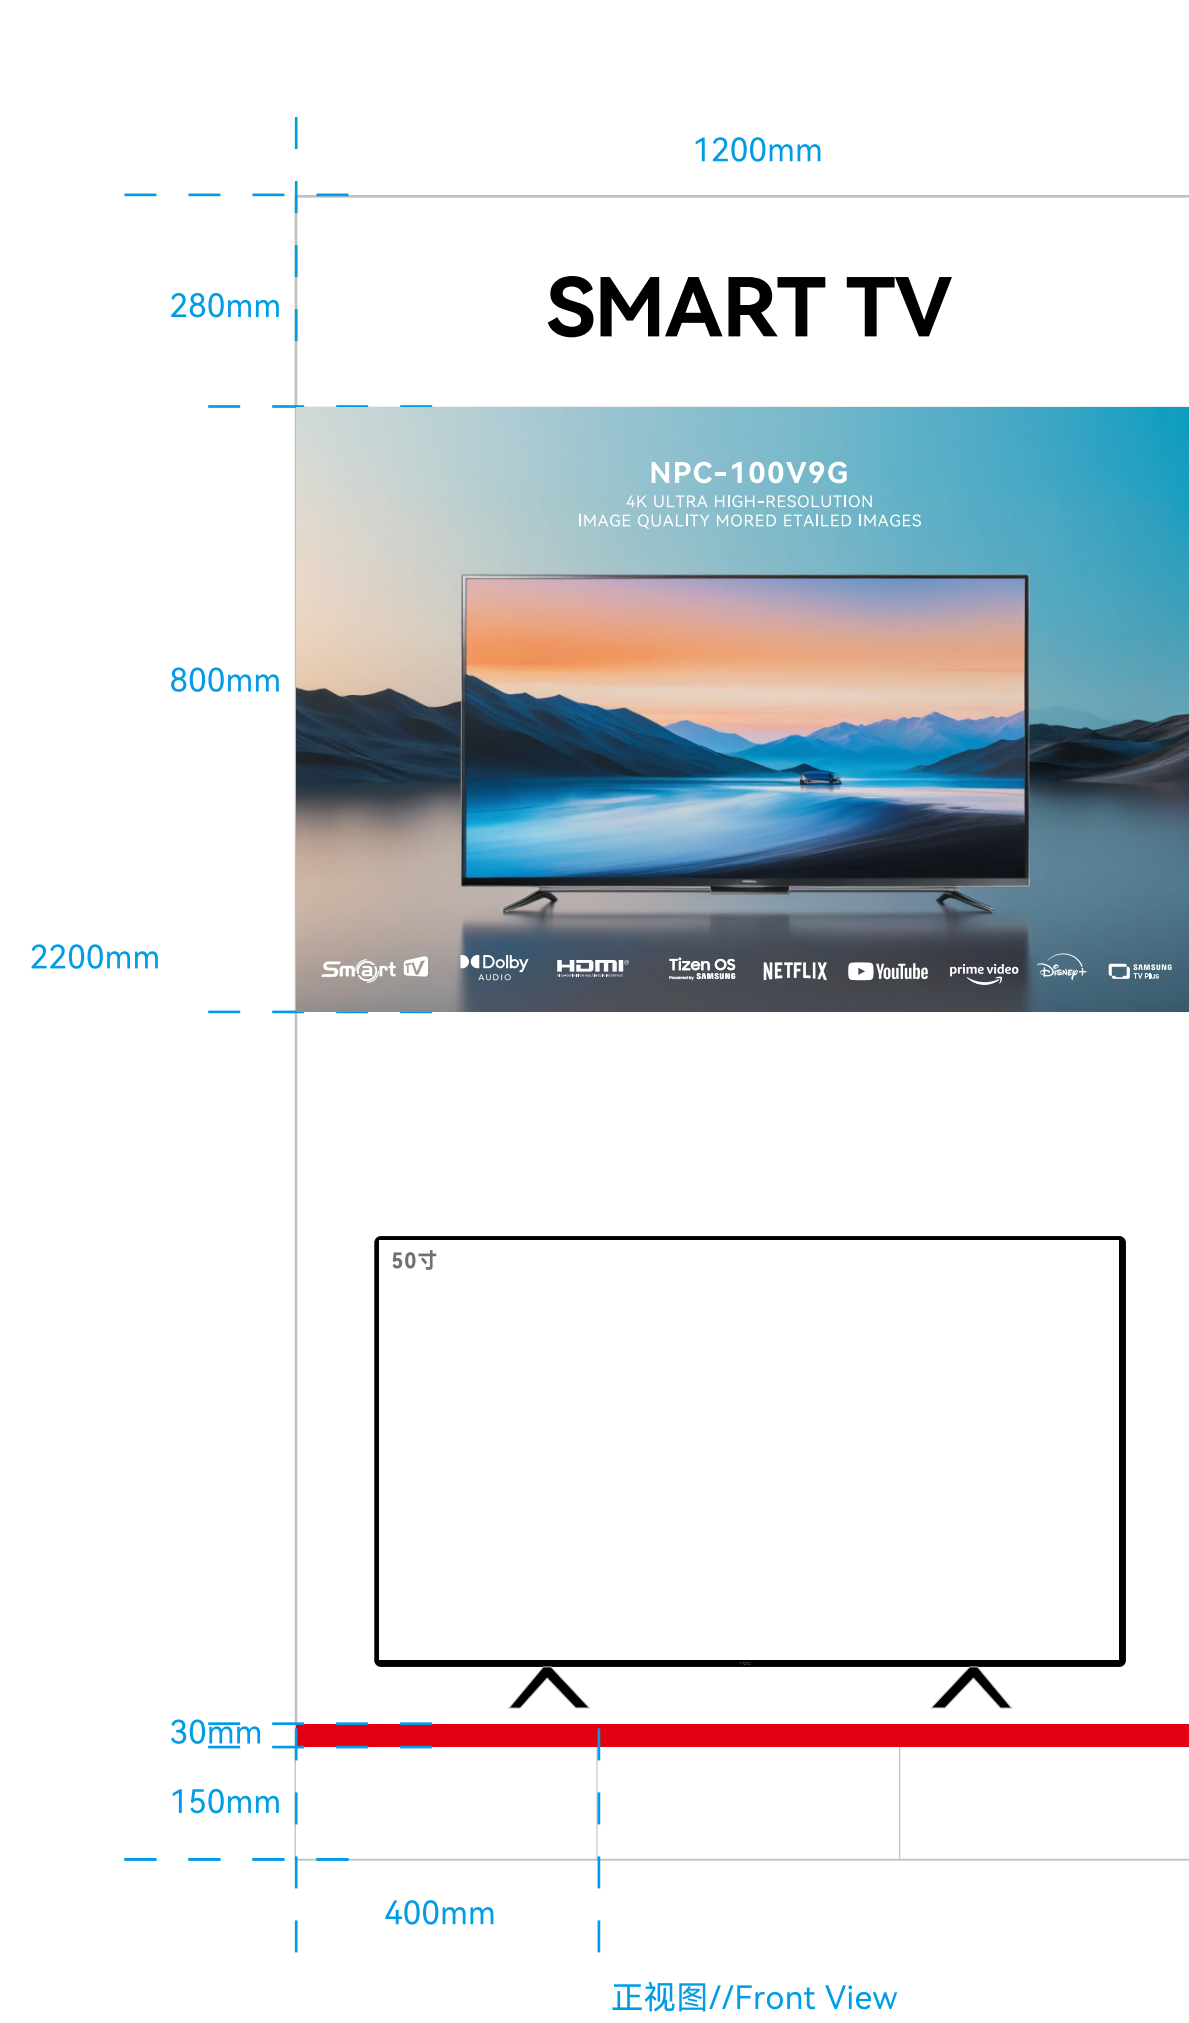 1200mm
280mm
SMART TV
NPC-100V9G
4K ULTRA HIGH-RESOLUTION
IMAGE QUALITY MORED ETAILED IMAGES
800mm
2200mm
Smart TV
Dolby
AUDIO
HDMI
Tizen OS
Powered by SAMSUNG
NETFLIX
YouTube
prime video
Disney+
SAMSUNG
TV Plus
50寸
30mm
150mm
400mm
正视图//Front View